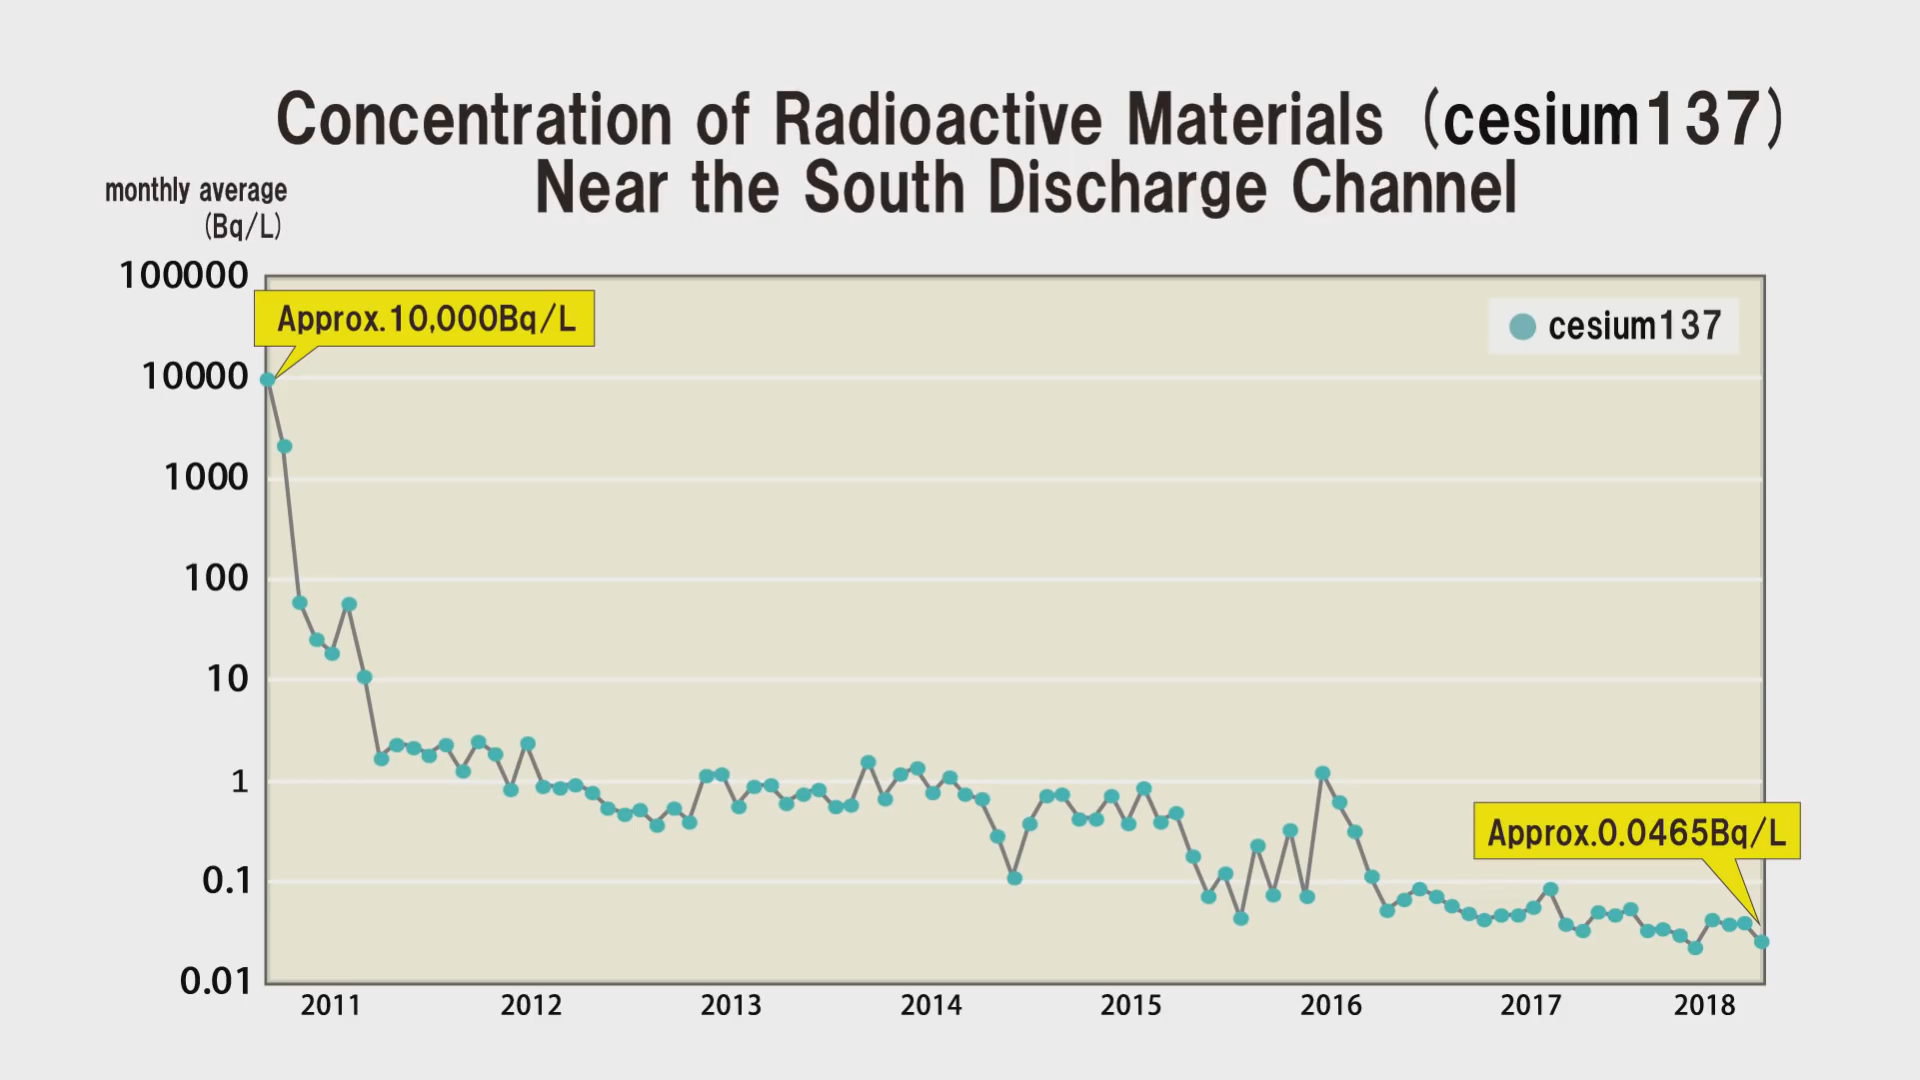 Concentration of Radioactive Materials (cesium137)
Near the South Discharge Channel
monthly average
(Bq/L)
100000
10000
1000
100
10
1
0.1
0.01
Approx.10,000Bq/L
cesium137
Approx.0.0465Bq/L
2011 2012 2013 2014 2015 2016 2017 2018